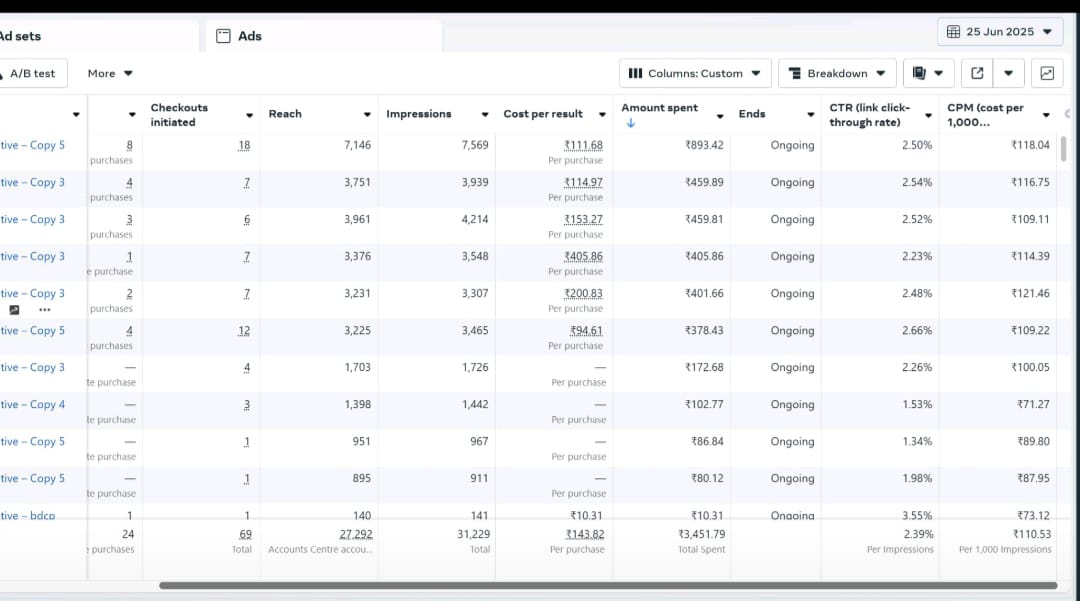 Ad sets
Ads
25 Jun 2025
A/B test
More
Columns: Custom
Breakdown
Checkouts initiated
Reach
Impressions
Cost per result
Amount spent
Ends
CTR (link click-through rate)
CPM (cost per 1,000...
tive – Copy 5 8 18 7,146 7,569 ₹111.68 ₹893.42 Ongoing 2.50% ₹118.04
purchases Per purchase
tive – Copy 3 4 7 3,751 3,939 ₹114.97 ₹459.89 Ongoing 2.54% ₹116.75
purchases Per purchase
tive – Copy 3 3 6 3,961 4,214 ₹153.27 ₹459.81 Ongoing 2.52% ₹109.11
purchases Per purchase
tive – Copy 3 1 7 3,376 3,548 ₹405.86 ₹405.86 Ongoing 2.23% ₹114.39
e purchase Per purchase
tive – Copy 3 2 7 3,231 3,307 ₹200.83 ₹401.66 Ongoing 2.48% ₹121.46
purchases Per purchase
tive – Copy 5 4 12 3,225 3,465 ₹94.61 ₹378.43 Ongoing 2.66% ₹109.22
purchases Per purchase
tive – Copy 3 — 4 1,703 1,726 — ₹172.68 Ongoing 2.26% ₹100.05
te purchase Per purchase
tive – Copy 4 — 3 1,398 1,442 — ₹102.77 Ongoing 1.53% ₹71.27
le purchase Per purchase
tive – Copy 5 — 1 951 967 — ₹86.84 Ongoing 1.34% ₹89.80
te purchase Per purchase
tive – Copy 5 — 1 895 911 — ₹80.12 Ongoing 1.98% ₹87.95
te purchase Per purchase
tive – bdcp 1 1 140 141 ₹10.31 ₹10.31 Ongoing 3.55% ₹73.12
24 69 27,292 31,229 ₹143.82 ₹3,451.79 2.39% ₹110.53
purchases Total Accounts Centre accou... Total Per purchase Total Spent Per Impressions Per 1,000 Impressions